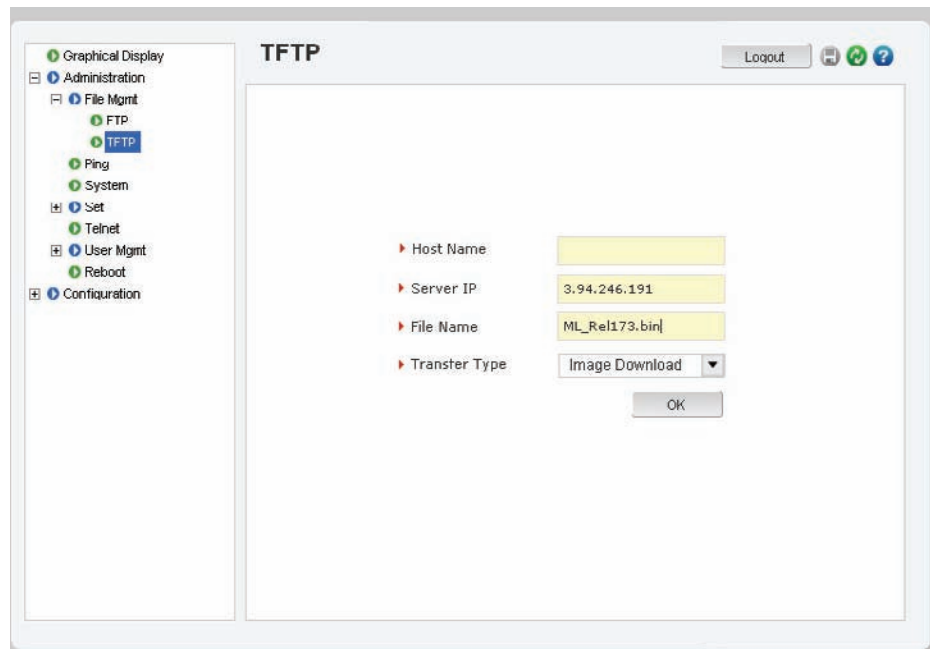 TFTP
Logout
Graphical Display
Administration
File Mgmt
FTP
TFTP
Ping
System
Set
Telnet
User Mgmt
Reboot
Configuration
Host Name
Server IP 3.94.246.191
File Name ML_Rel173.bin
Transfer Type Image Download
OK